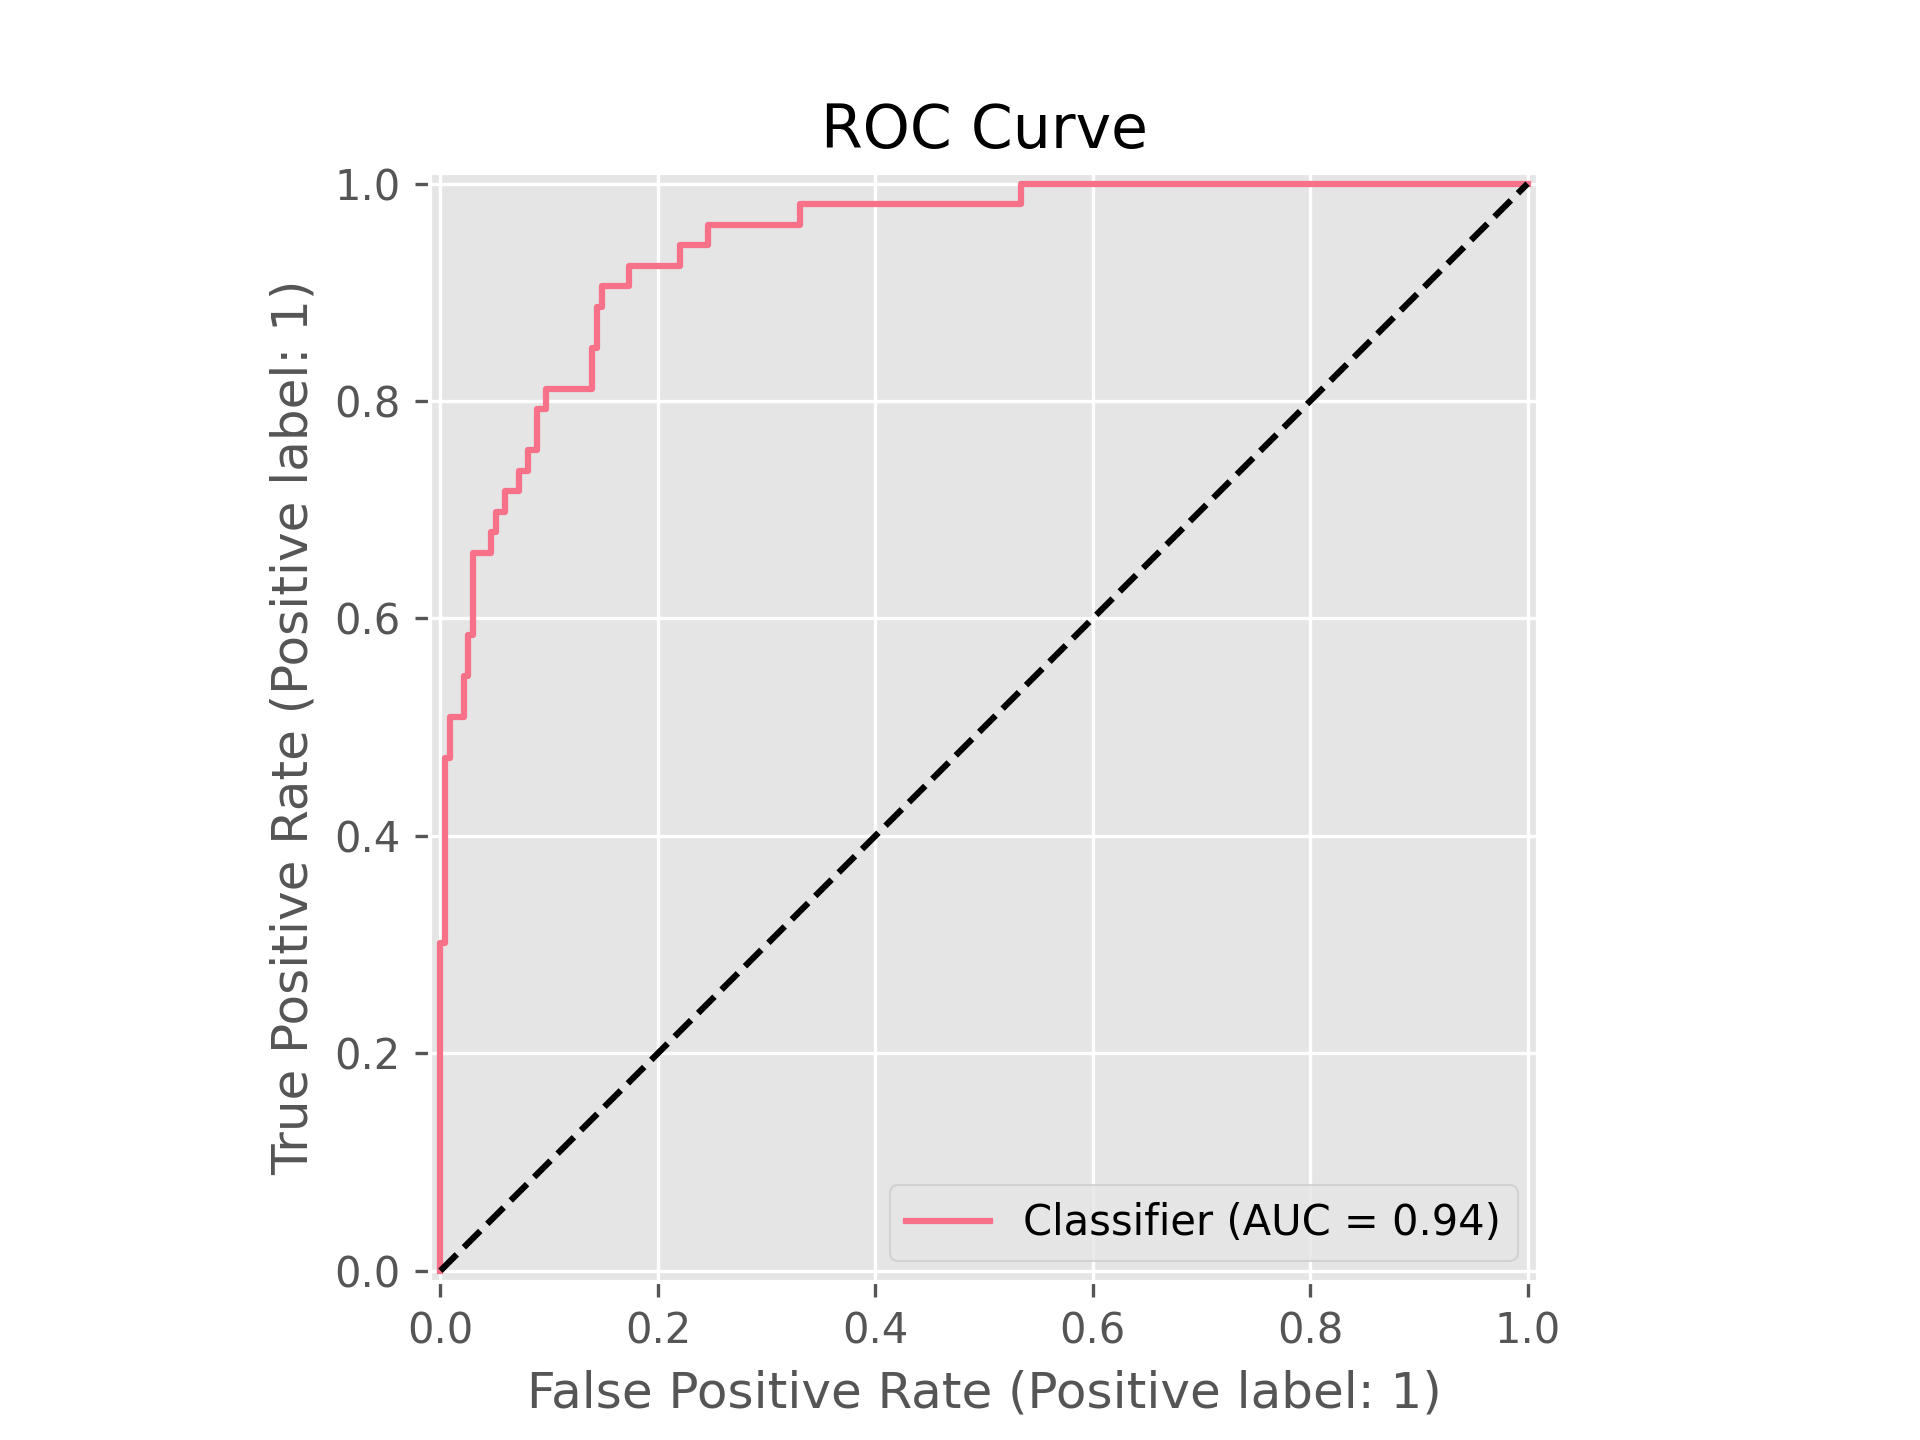 ROC Curve
1.0
0.8
0.6
0.4
0.2
0.0
True Positive Rate (Positive label: 1)
Classifier (AUC = 0.94)
0.0 0.2 0.4 0.6 0.8 1.0
False Positive Rate (Positive label: 1)